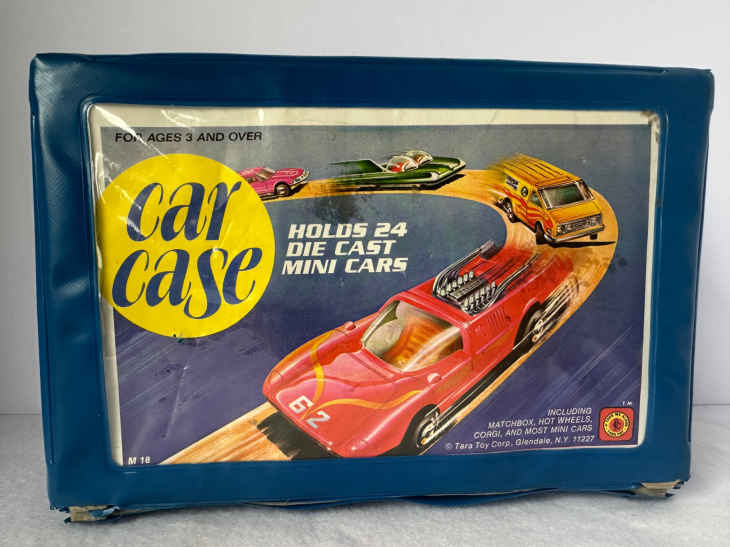 FOR AGES 3 AND OVER
car
case
HOLDS 24
DIE CAST
MINI CARS
62
INCLUDING
MATCHBOX, HOT WHEELS,
CORGI, AND MOST MINI CARS
© Tara Toy Corp., Glendale, N.Y. 11227
T.M.
M 18